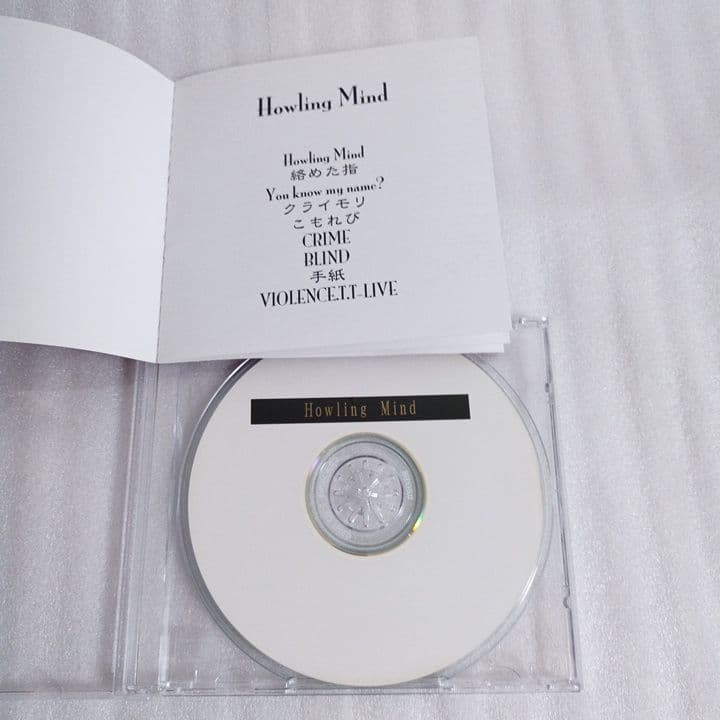 Howling Mind
Howling Mind
絡めた指
You know my name?
クライモリ
こもれび
CRIME
BLIND
手紙
VIOLENCE.T.T-LIVE
Howling Mind